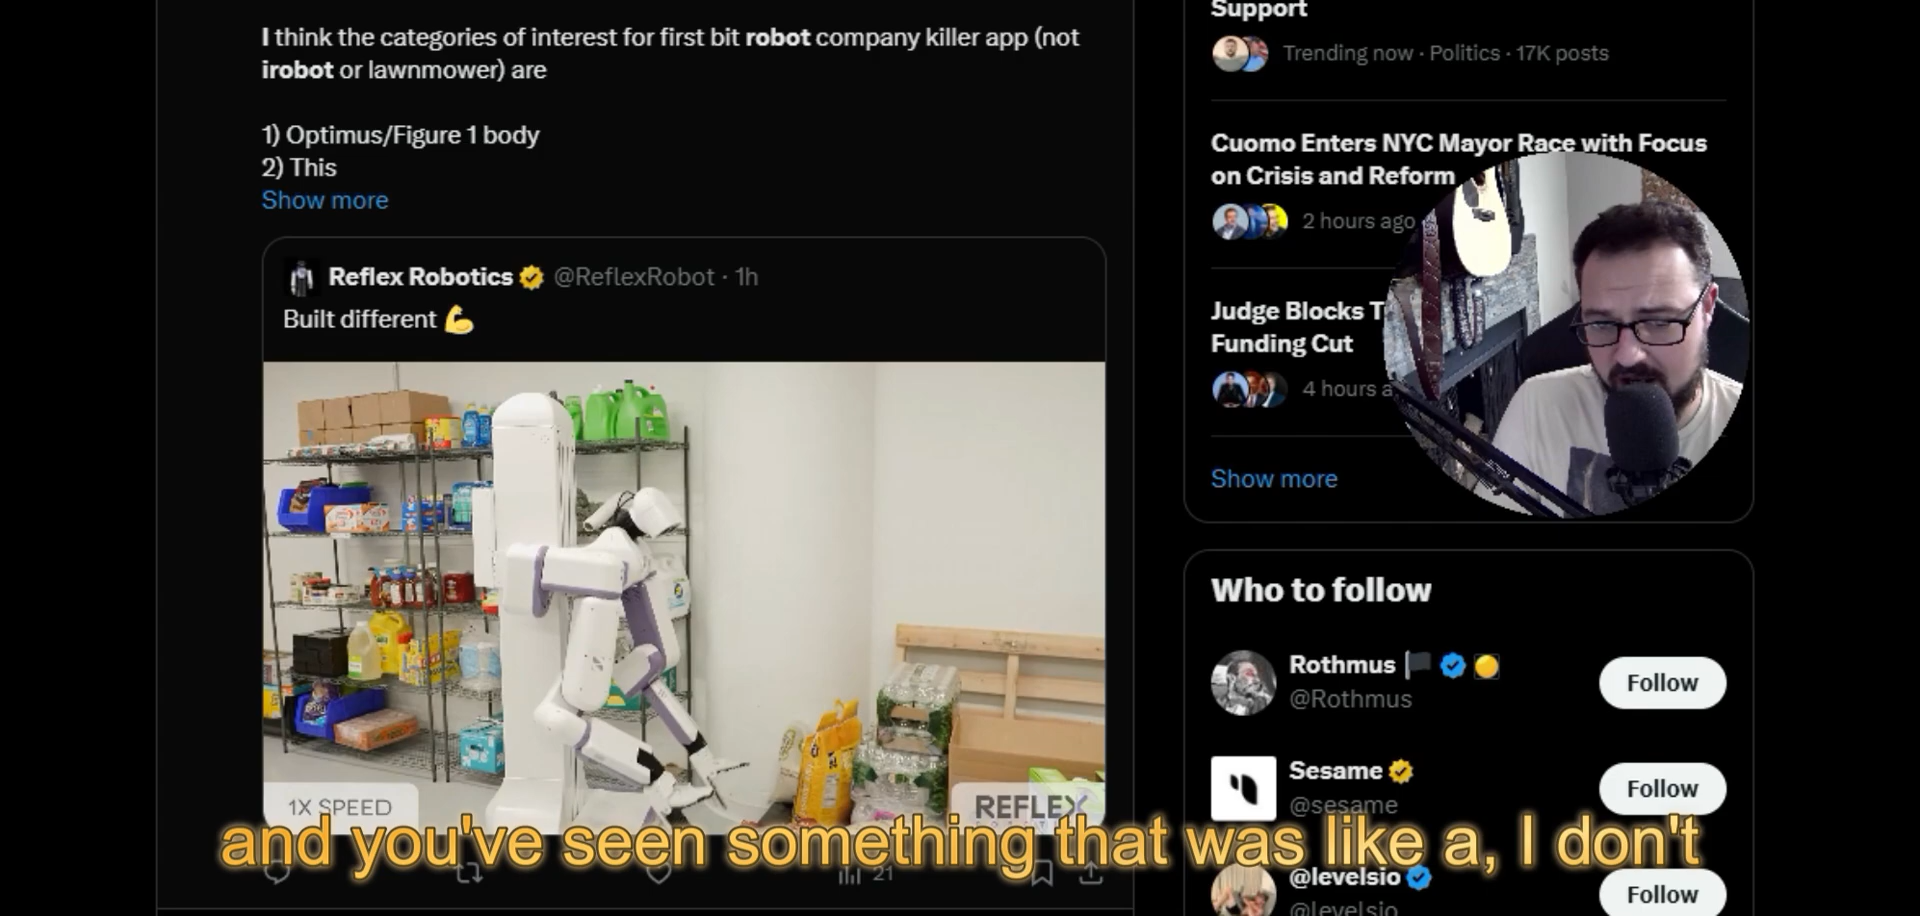 I think the categories of interest for first bit robot company killer app (not
irobot or lawnmower) are
1) Optimus/Figure 1 body
2) This
Show more
Reflex Robotics @ReflexRobot · 1h
Built different 💪
1X SPEED
REFLEX
21
Support
Trending now · Politics · 17K posts
Cuomo Enters NYC Mayor Race with Focus
on Crisis and Reform
2 hours ago
Judge Blocks T
Funding Cut
4 hours a
Show more
Who to follow
Rothmus
@Rothmus
Follow
Sesame
@sesame
Follow
@levelsio
@levelsio
Follow
and you've seen something that was like a, I don't